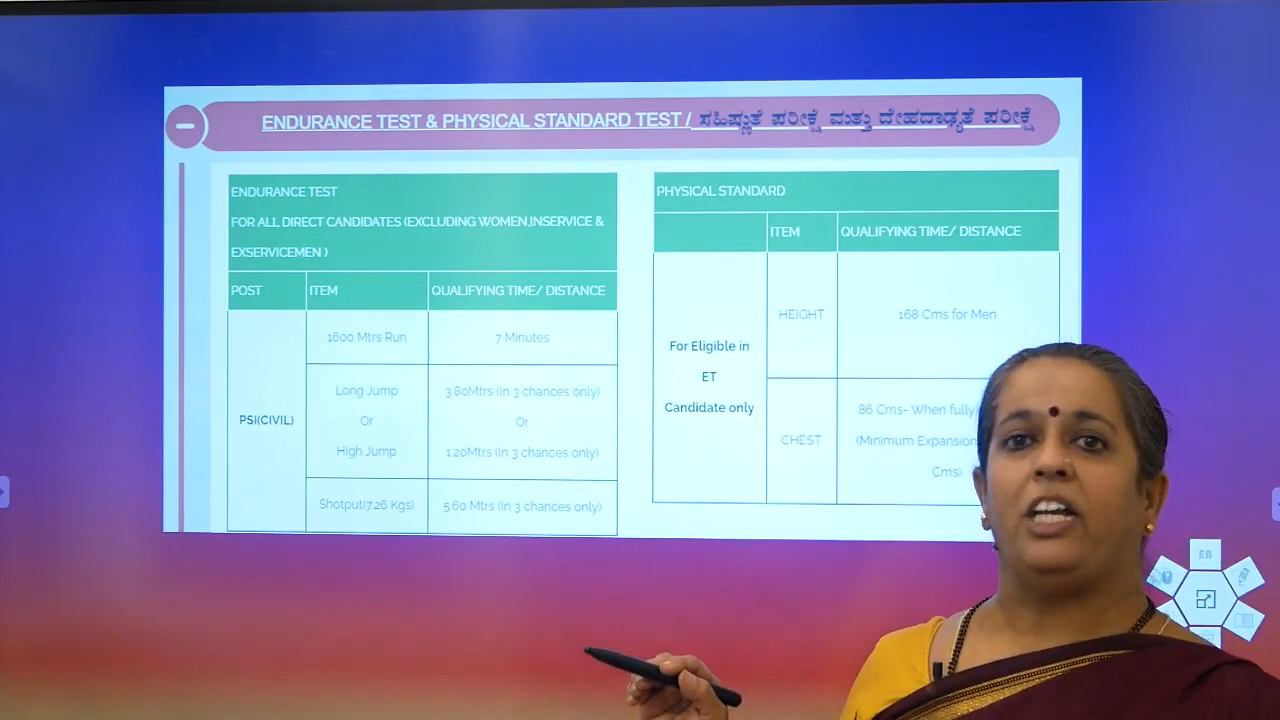 ENDURANCE TEST & PHYSICAL STANDARD TEST / ಸಹಿಷ್ಣುತೆ ಪರೀಕ್ಷೆ ಮತ್ತು ದೇಹದಾಢ್ಯತೆ ಪರೀಕ್ಷೆ
ENDURANCE TEST
FOR ALL DIRECT CANDIDATES (EXCLUDING WOMEN,INSERVICE &
EXSERVICEMEN )
POST ITEM QUALIFYING TIME/ DISTANCE
PSI(CIVIL)
1600 Mtrs Run 7 Minutes
Long Jump 3.80Mtrs (In 3 chances only)
Or Or
High Jump 1.20Mtrs (In 3 chances only)
Shotput(7.26 Kgs) 5.60 Mtrs (In 3 chances only)
PHYSICAL STANDARD
ITEM QUALIFYING TIME/ DISTANCE
For Eligible in
ET
Candidate only
HEIGHT 168 Cms for Men
CHEST
86 Cms- When fully
(Minimum Expansion
Cms)
EB